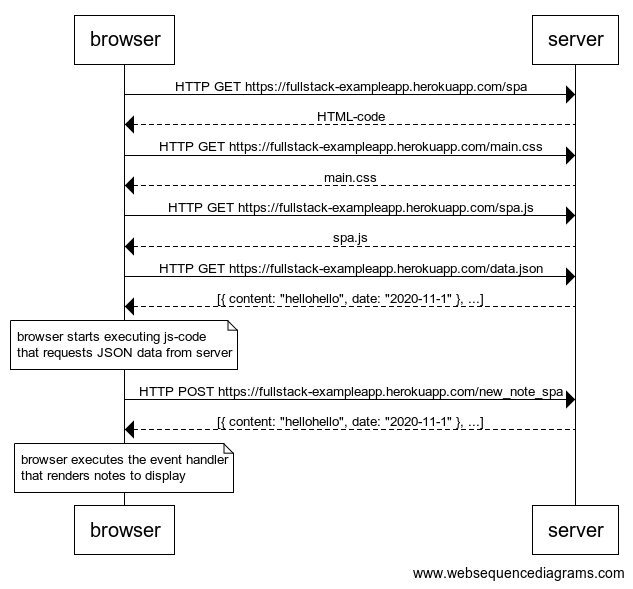 browser server
HTTP GET https://fullstack-exampleapp.herokuapp.com/spa
HTML-code
HTTP GET https://fullstack-exampleapp.herokuapp.com/main.css
main.css
HTTP GET https://fullstack-exampleapp.herokuapp.com/spa.js
spa.js
HTTP GET https://fullstack-exampleapp.herokuapp.com/data.json
[{ content: "hellohello", date: "2020-11-1" }, ...]
browser starts executing js-code
that requests JSON data from server
HTTP POST https://fullstack-exampleapp.herokuapp.com/new_note_spa
[{ content: "hellohello", date: "2020-11-1" }, ...]
browser executes the event handler
that renders notes to display
browser server
www.websequencediagrams.com